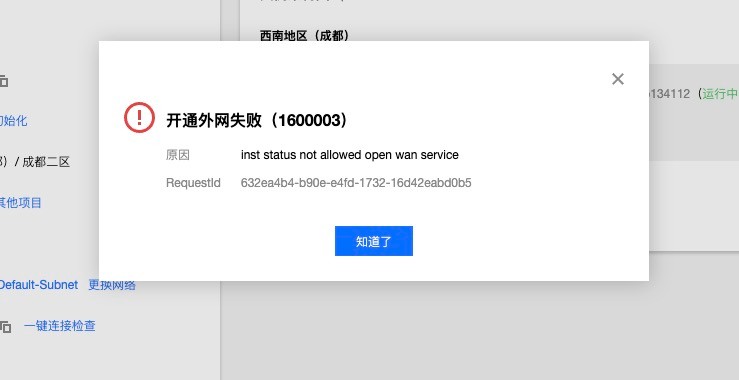 西南地区（成都）
134112（运行中
初始化
开通外网失败（1600003）
原因 inst status not allowed open wan service
）/ 成都二区
RequestId 632ea4b4-b90e-e4fd-1732-16d42eabd0b5
其他项目
知道了
Default-Subnet 更换网络
一键连接检查